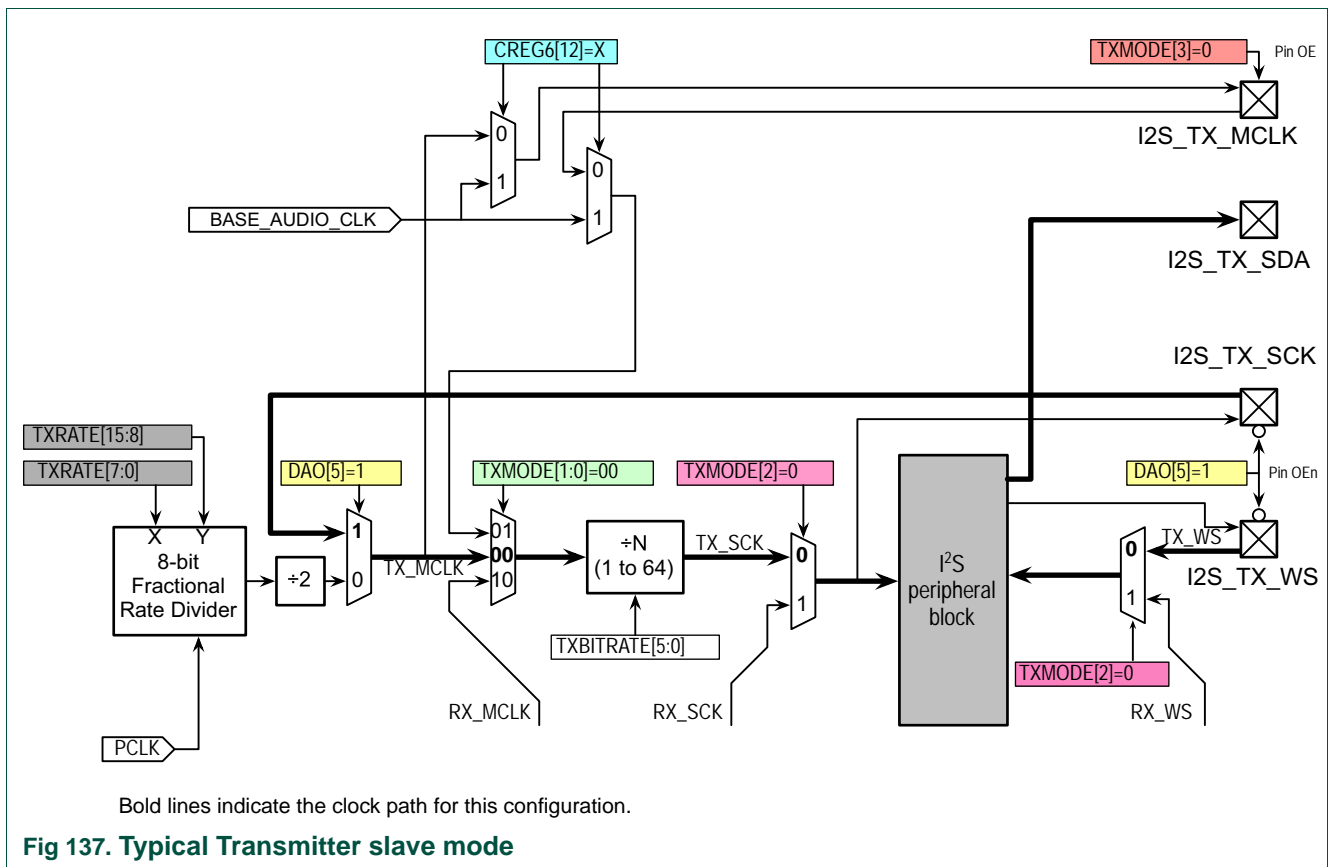 CREG6[12]=X
TXMODE[3]=0
Pin OE
I2S_TX_MCLK
0
1
0
1
BASE_AUDIO_CLK
I2S_TX_SDA
I2S_TX_SCK
TXRATE[15:8]
TXRATE[7:0]
DAO[5]=1
TXMODE[1:0]=00
TXMODE[2]=0
DAO[5]=1
Pin OEn
X Y
8-bit
Fractional
Rate Divider
÷2
1
0
TX_MCLK
01
00
10
÷N
(1 to 64)
TX_SCK
0
1
I²S
peripheral
block
0
1
TX_WS
I2S_TX_WS
TXBITRATE[5:0]
TXMODE[2]=0
RX_MCLK
RX_SCK
RX_WS
PCLK
Bold lines indicate the clock path for this configuration.
Fig 137. Typical Transmitter slave mode